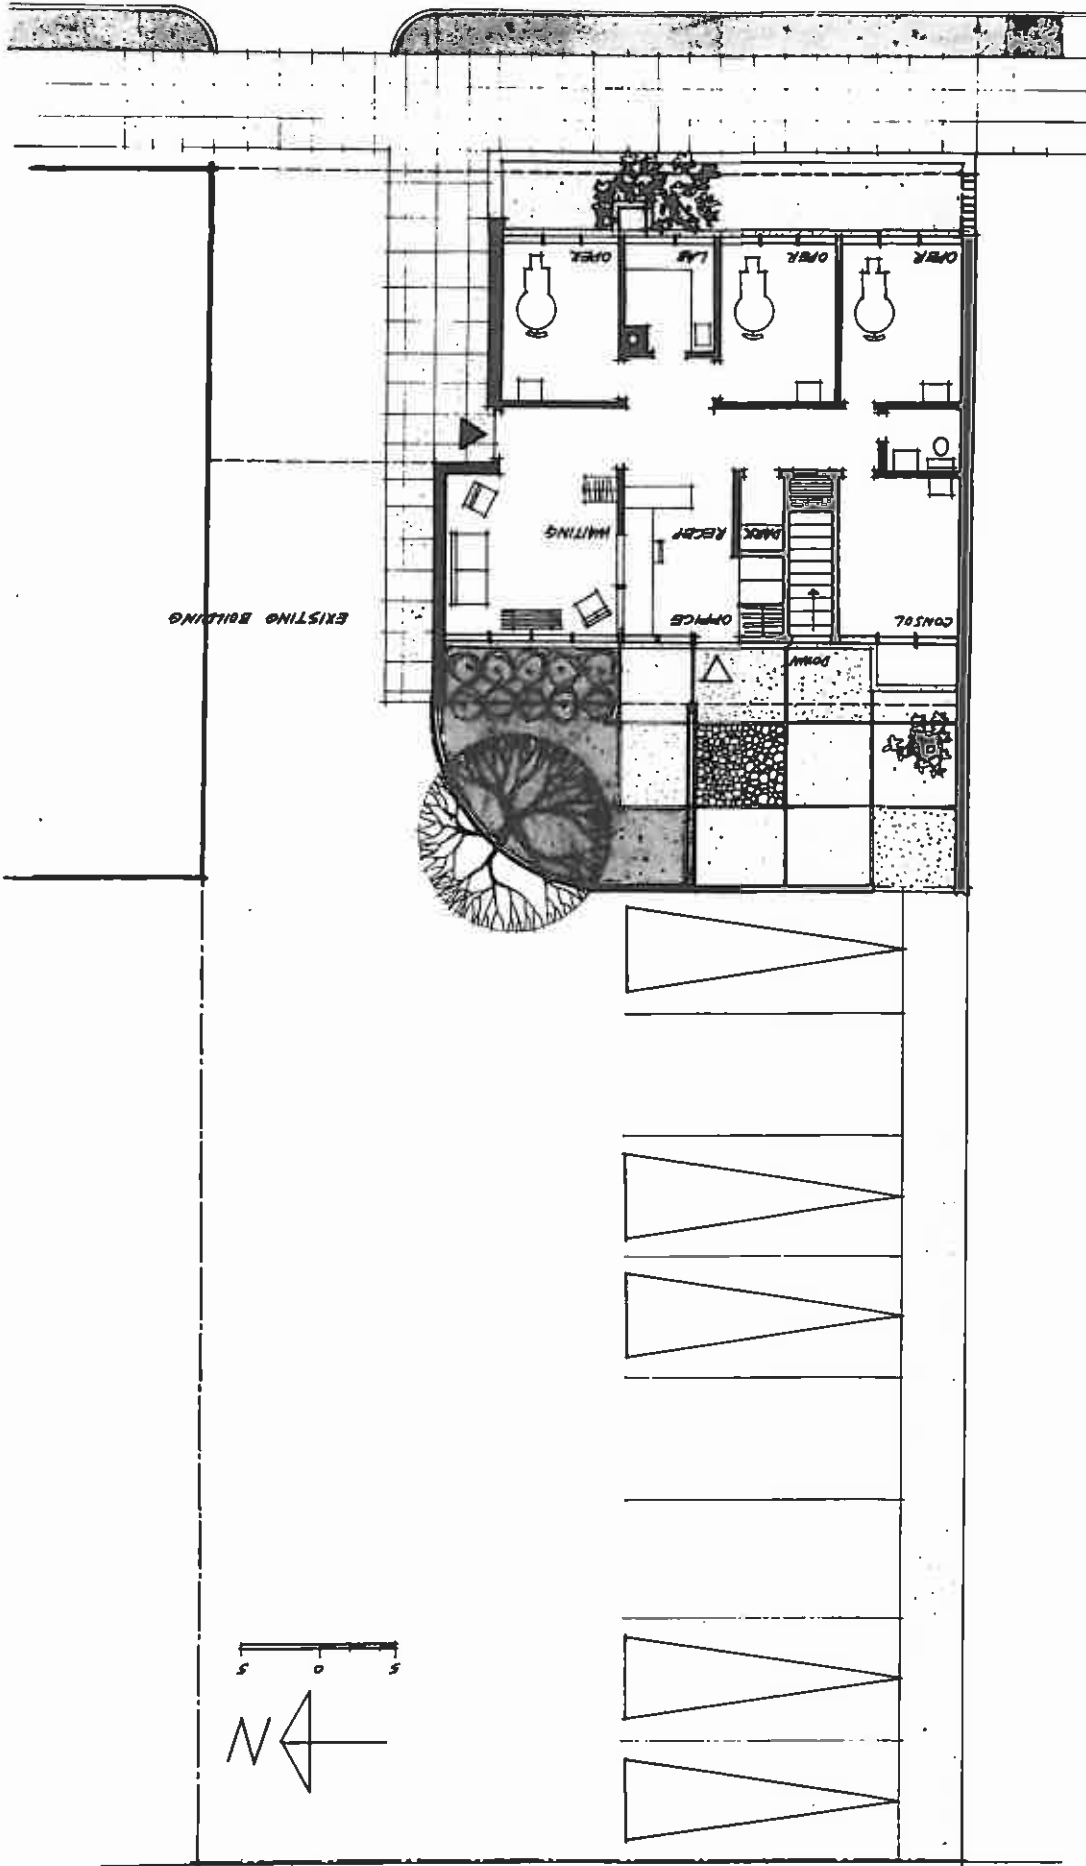 N
5 0 5
DOWN
CONSUL
OFFICE
EXISTING BUILDING
DARK
RECEP
WAITING
OPER
OPER
LAB
OPER